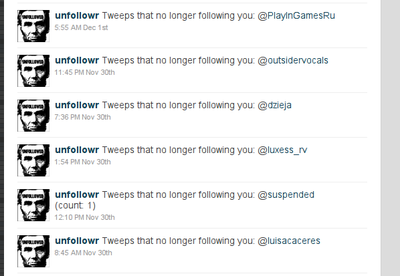 unfollowr Tweeps that no longer following you: @PlayInGamesRu
5:55 AM Dec 1st
UNFOLLOWR
unfollowr Tweeps that no longer following you: @outsidervocals
11:45 PM Nov 30th
UNFOLLOWR
unfollowr Tweeps that no longer following you: @dzieja
7:36 PM Nov 30th
UNFOLLOWR
unfollowr Tweeps that no longer following you: @luxess_rv
1:54 PM Nov 30th
UNFOLLOWR
unfollowr Tweeps that no longer following you: @suspended
(count: 1)
12:10 PM Nov 30th
UNFOLLOWR
unfollowr Tweeps that no longer following you: @luisacaceres
8:45 AM Nov 30th
UNFOLLOWR